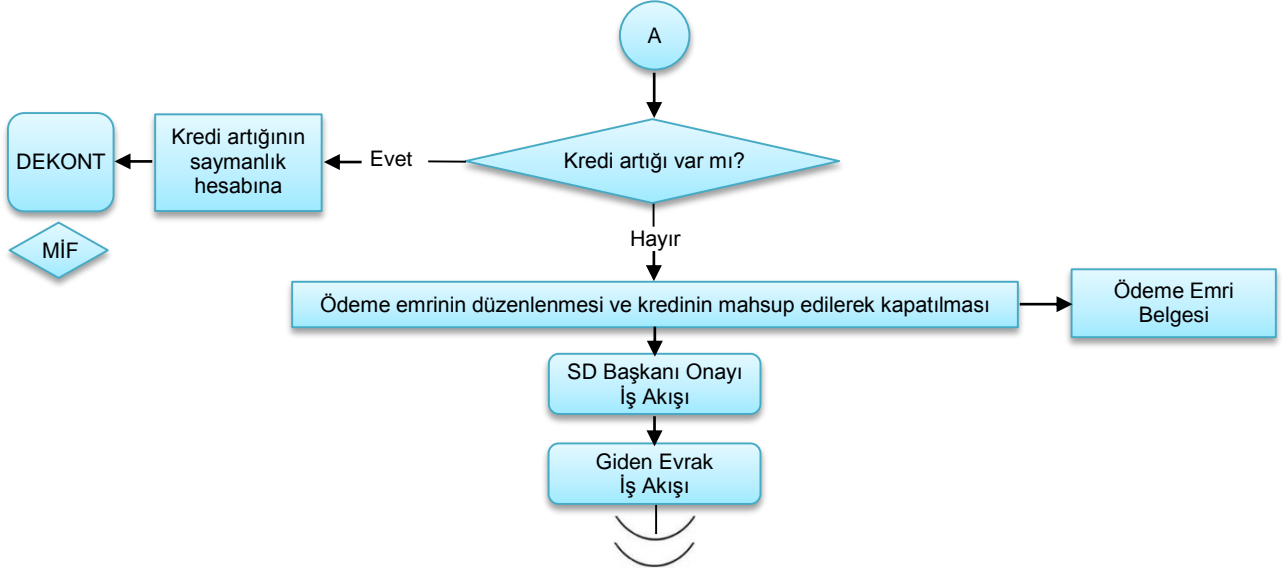 A
Kredi artığı var mı?
Evet
Kredi artığının
saymanlık
hesabına
DEKONT
MİF
Hayır
Ödeme emrinin düzenlenmesi ve kredinin mahsup edilerek kapatılması
Ödeme Emri
Belgesi
SD Başkanı Onayı
İş Akışı
Giden Evrak
İş Akışı